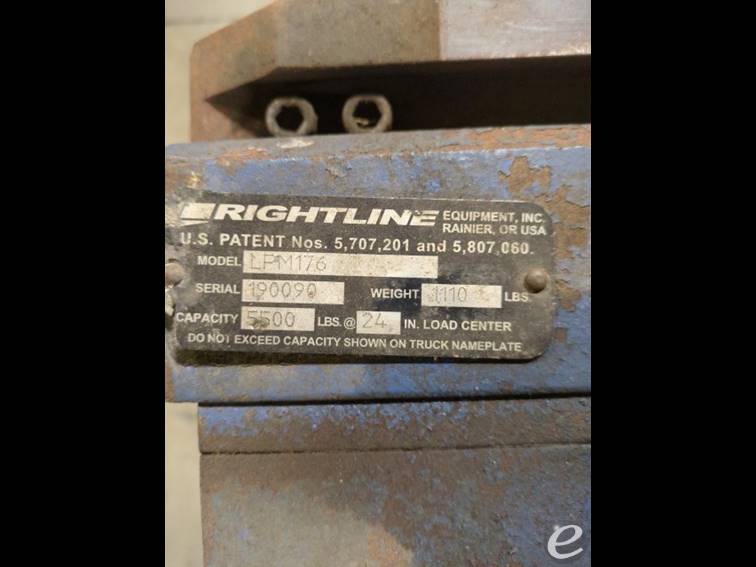 RIGHTLINE EQUIPMENT, INC.
RAINIER, OR USA
U.S. PATENT Nos. 5,707,201 and 5,807,060.
MODEL LPM176
SERIAL 190090 WEIGHT 1110 LBS.
CAPACITY 5500 LBS.@ 24 IN. LOAD CENTER
DO NOT EXCEED CAPACITY SHOWN ON TRUCK NAMEPLATE
e